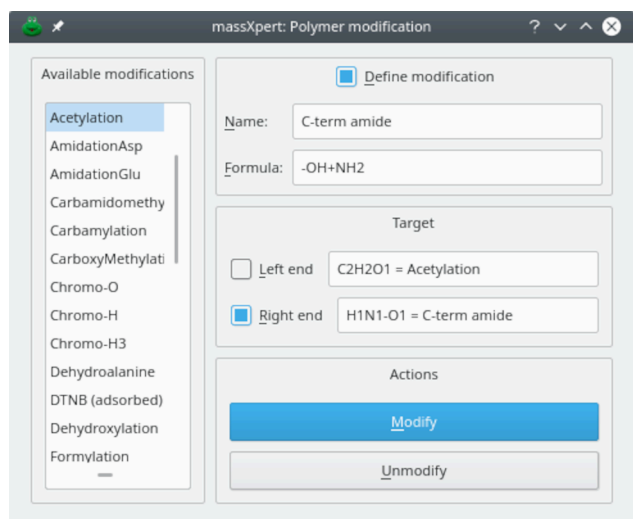 massXpert: Polymer modification
Available modifications
Acetylation
AmidationAsp
AmidationGlu
Carbamidomethy
Carbamylation
CarboxyMethylati
Chromo-O
Chromo-H
Chromo-H3
Dehydroalanine
DTNB (adsorbed)
Dehydroxylation
Formylation
Define modification
Name: C-term amide
Formula: -OH+NH2
Target
Left end C2H2O1 = Acetylation
Right end H1N1-O1 = C-term amide
Actions
Modify
Unmodify